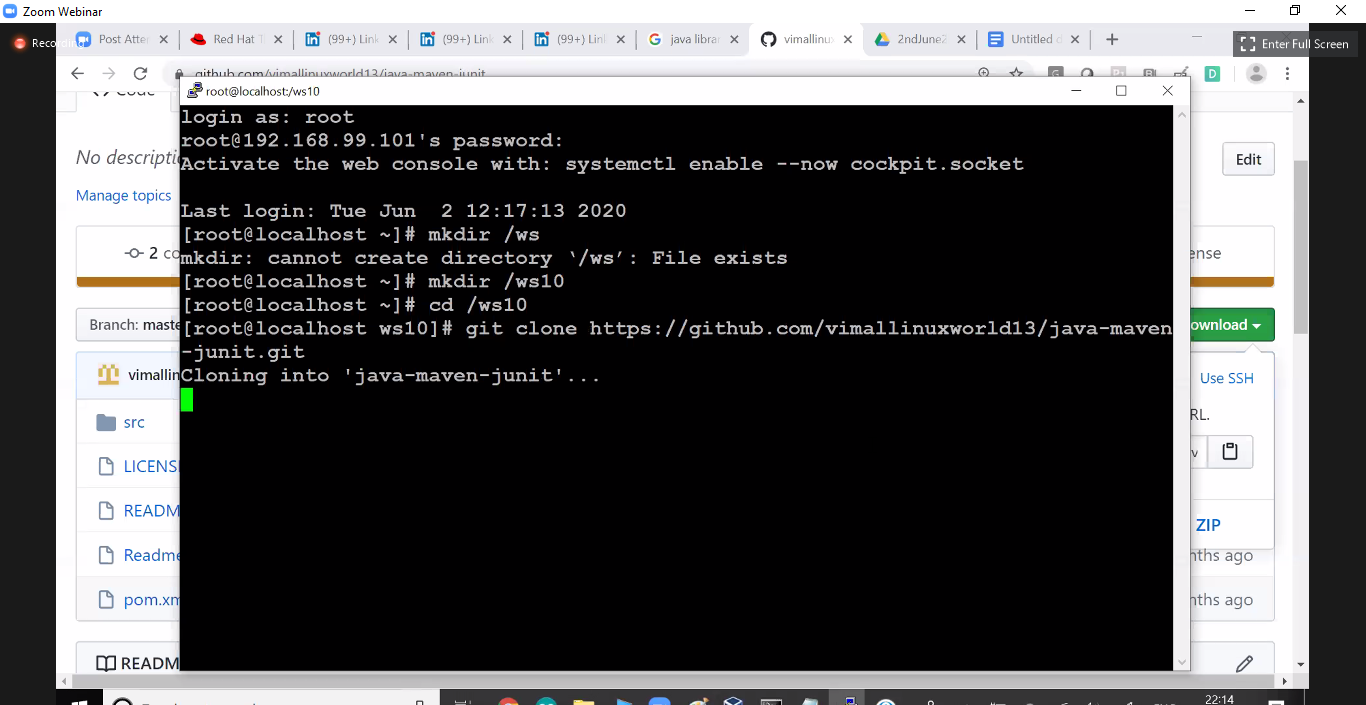 Zoom Webinar
Recording
Post Atter
Red Hat T
(99+) Link
(99+) Link
(99+) Link
java librar
vimallinux
2ndJune2
Untitled d
Enter Full Screen
github.com/vimallinuxworld13/java-maven-junit
Code
root@localhost:/ws10
login as: root
root@192.168.99.101's password:
Activate the web console with: systemctl enable --now cockpit.socket
Last login: Tue Jun  2 12:17:13 2020
[root@localhost ~]# mkdir /ws
mkdir: cannot create directory ‘/ws’: File exists
[root@localhost ~]# mkdir /ws10
[root@localhost ~]# cd /ws10
[root@localhost ws10]# git clone https://github.com/vimallinuxworld13/java-maven
-junit.git
Cloning into 'java-maven-junit'...
No descripti
Edit
Manage topics
2 co
ense
Branch: maste
ownload
vimallin
Use SSH
RL.
src
LICENS
READM
ZIP
Readme
nths ago
pom.xm
nths ago
READM
22:14